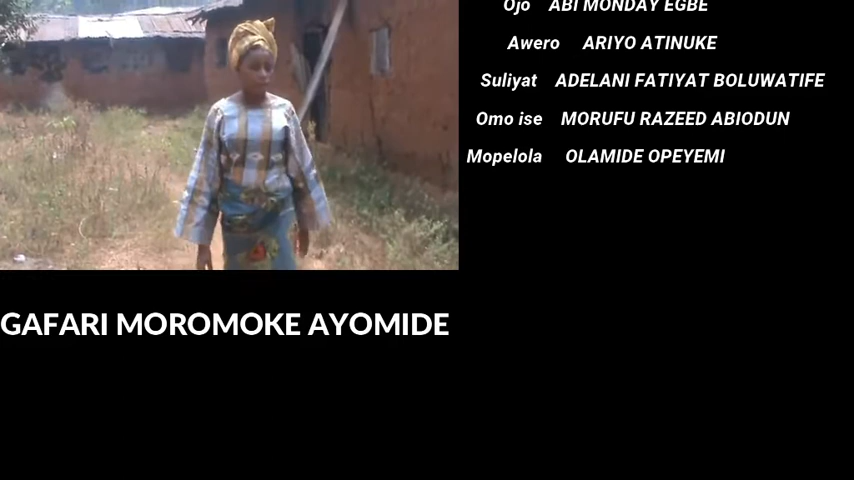 Ojo ABI MONDAY EGBE
Awero ARIYO ATINUKE
Suliyat ADELANI FATIYAT BOLUWATIFE
Omo ise MORUFU RAZEED ABIODUN
Mopelola OLAMIDE OPEYEMI
GAFARI MOROMOKE AYOMIDE